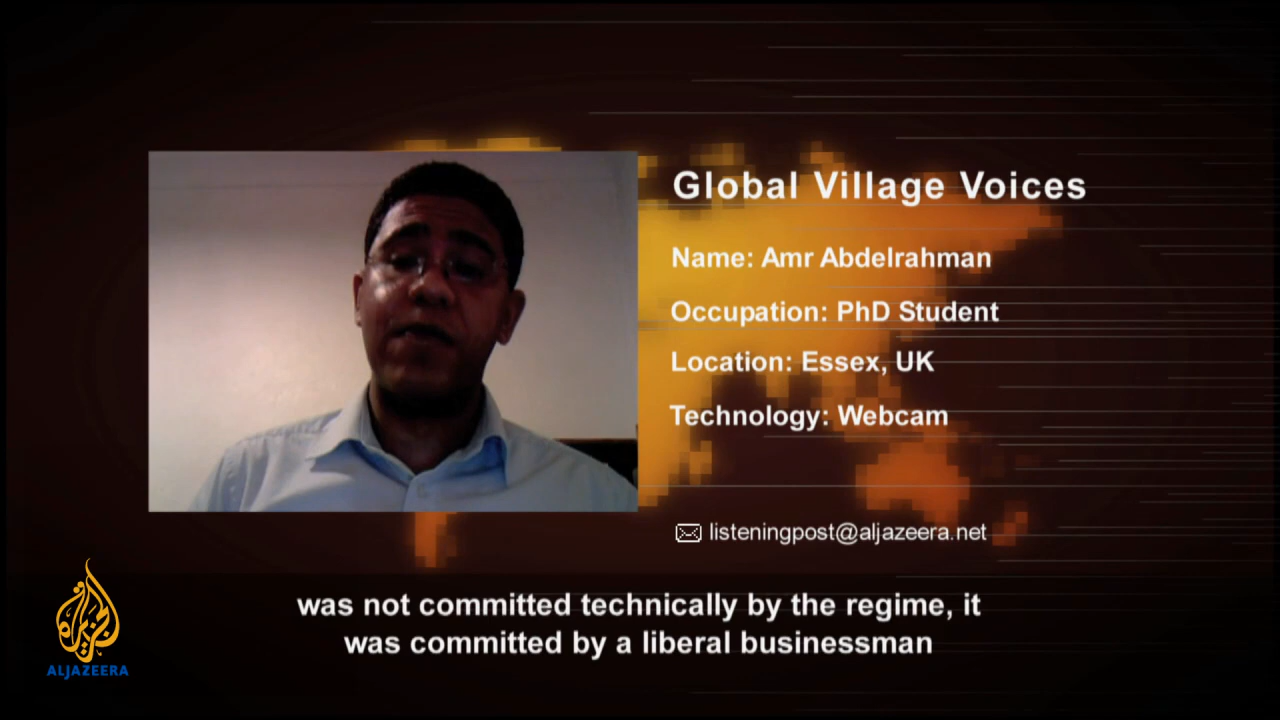 Global Village Voices
Name: Amr Abdelrahman
Occupation: PhD Student
Location: Essex, UK
Technology: Webcam
listeningpost@aljazeera.net
was not committed technically by the regime, it
was committed by a liberal businessman
الجزيرة
ALJAZEERA